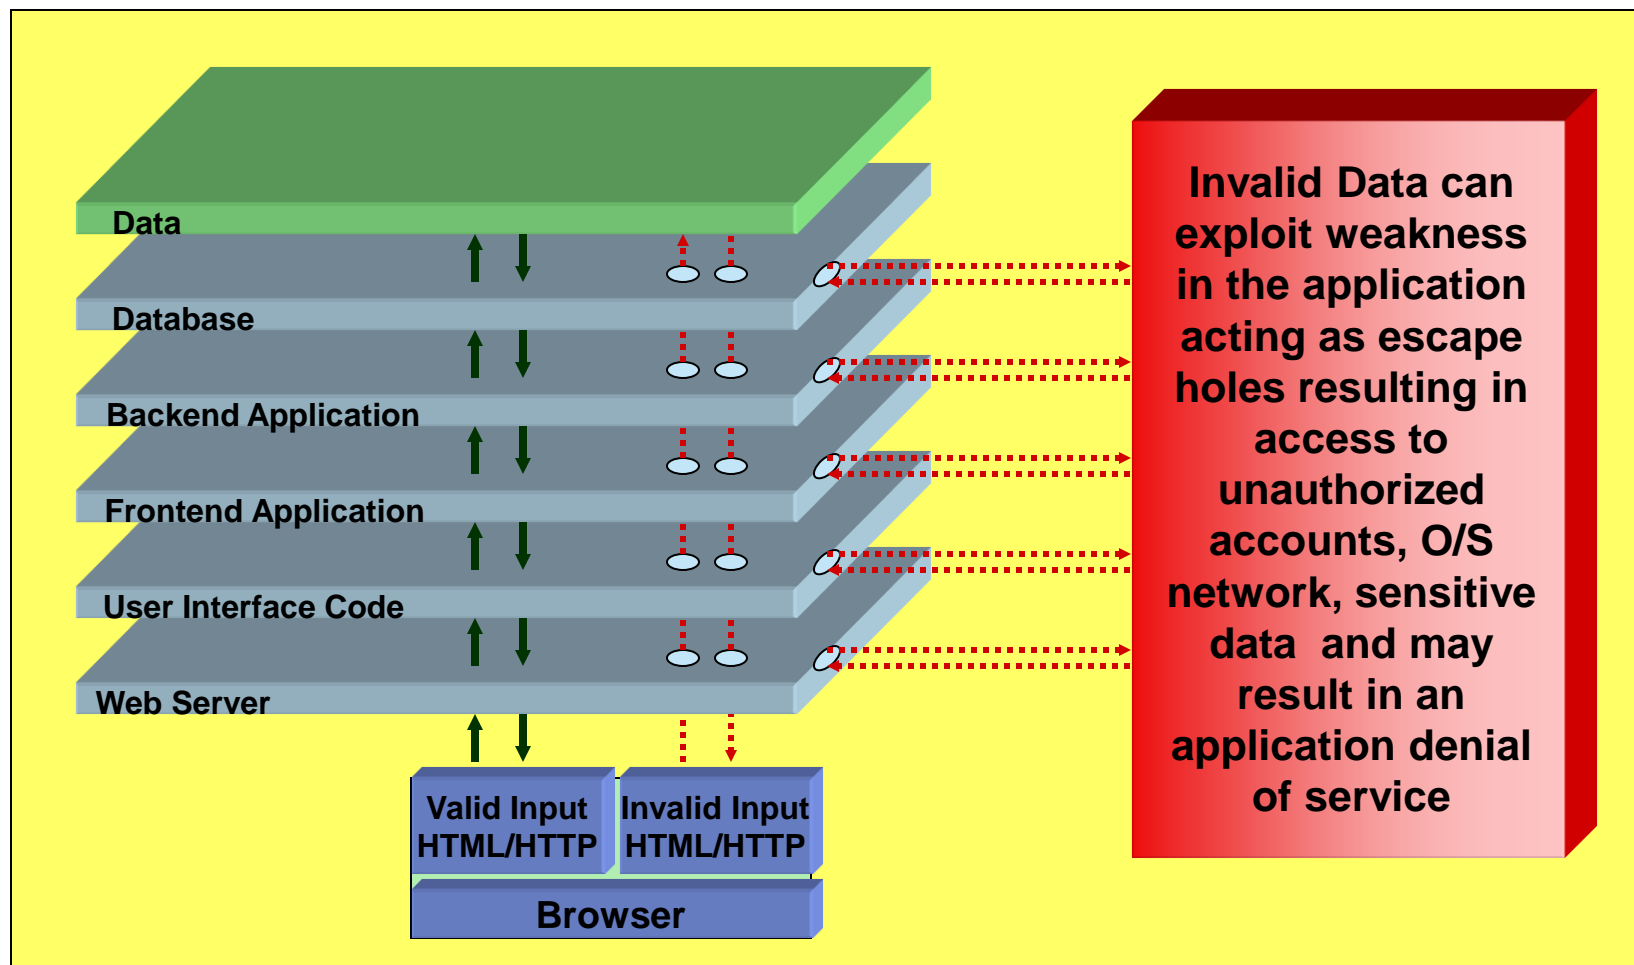 Data
Database
Backend Application
Frontend Application
User Interface Code
Web Server
Valid Input
HTML/HTTP
Invalid Input
HTML/HTTP
Browser
Invalid Data can
exploit weakness
in the application
acting as escape
holes resulting in
access to
unauthorized
accounts, O/S
network, sensitive
data  and may
result in an
application denial
of service